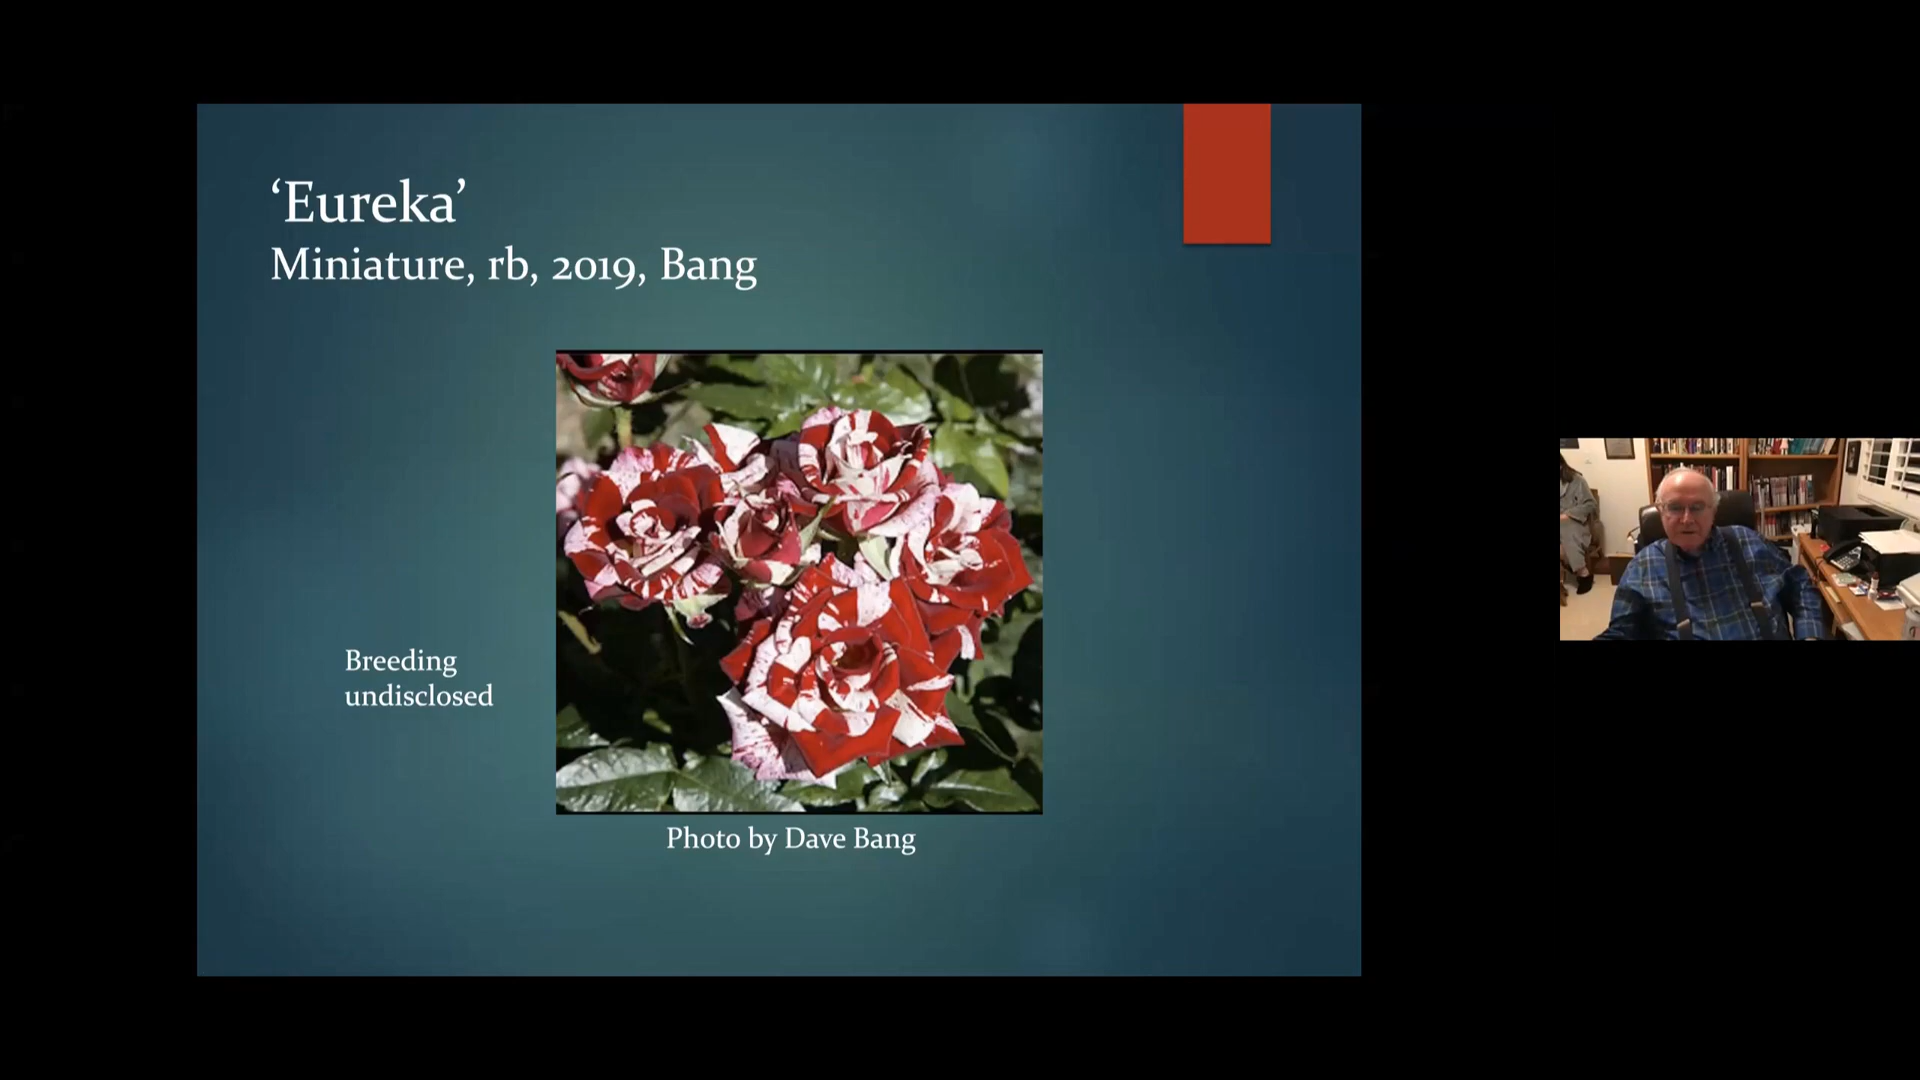 ‘Eureka’
Miniature, rb, 2019, Bang
Breeding
undisclosed
Photo by Dave Bang